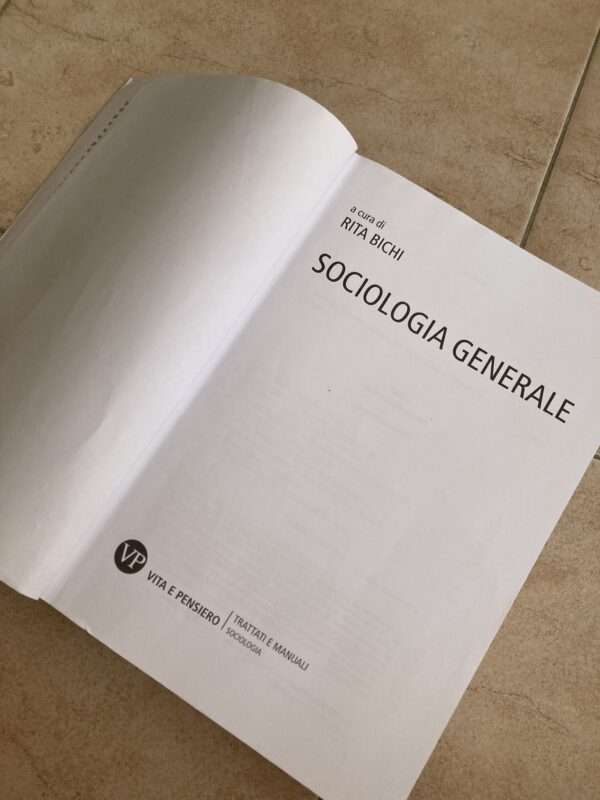 a cura di
RITA BICHI
SOCIOLOGIA GENERALE
VP
VITA E PENSIERO
TRATTATI E MANUALI
SOCIOLOGIA